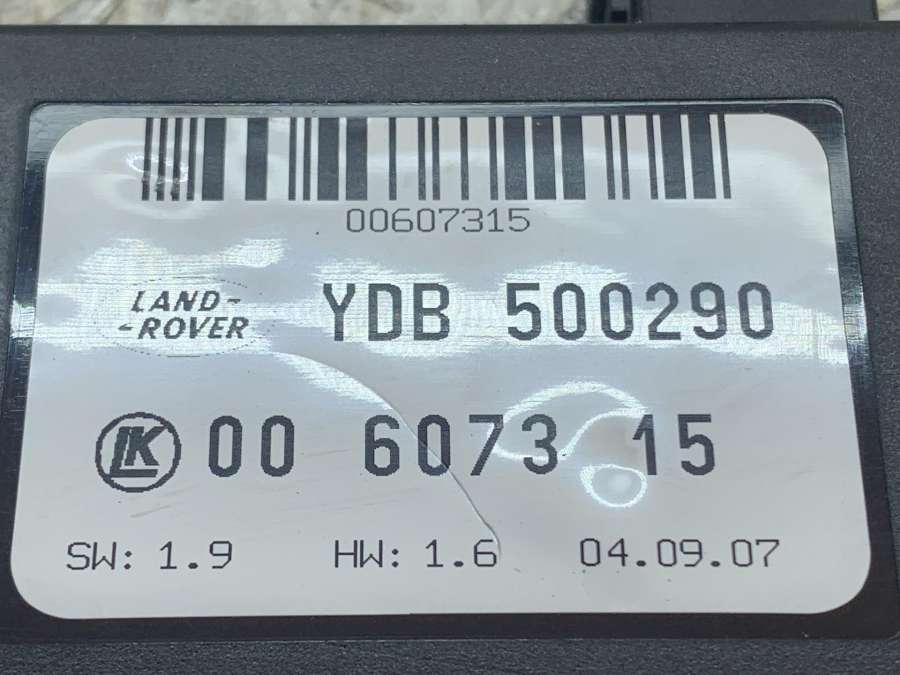 00607315
LAND-
-ROVER
YDB 500290
LK 00 6073 15
SW: 1.9 HW: 1.6 04.09.07